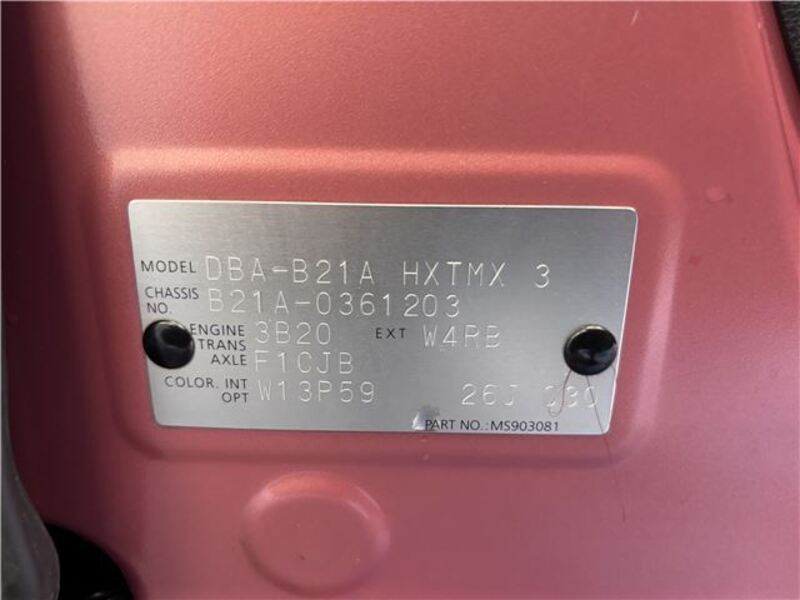 MODEL DBA-B21A HXTMX 3
CHASSIS NO. B21A-0361203
ENGINE 3B20 EXT W4RB
TRANS AXLE F1CJB
COLOR. INT OPT W13P59 26J 030
PART NO.: MS903081